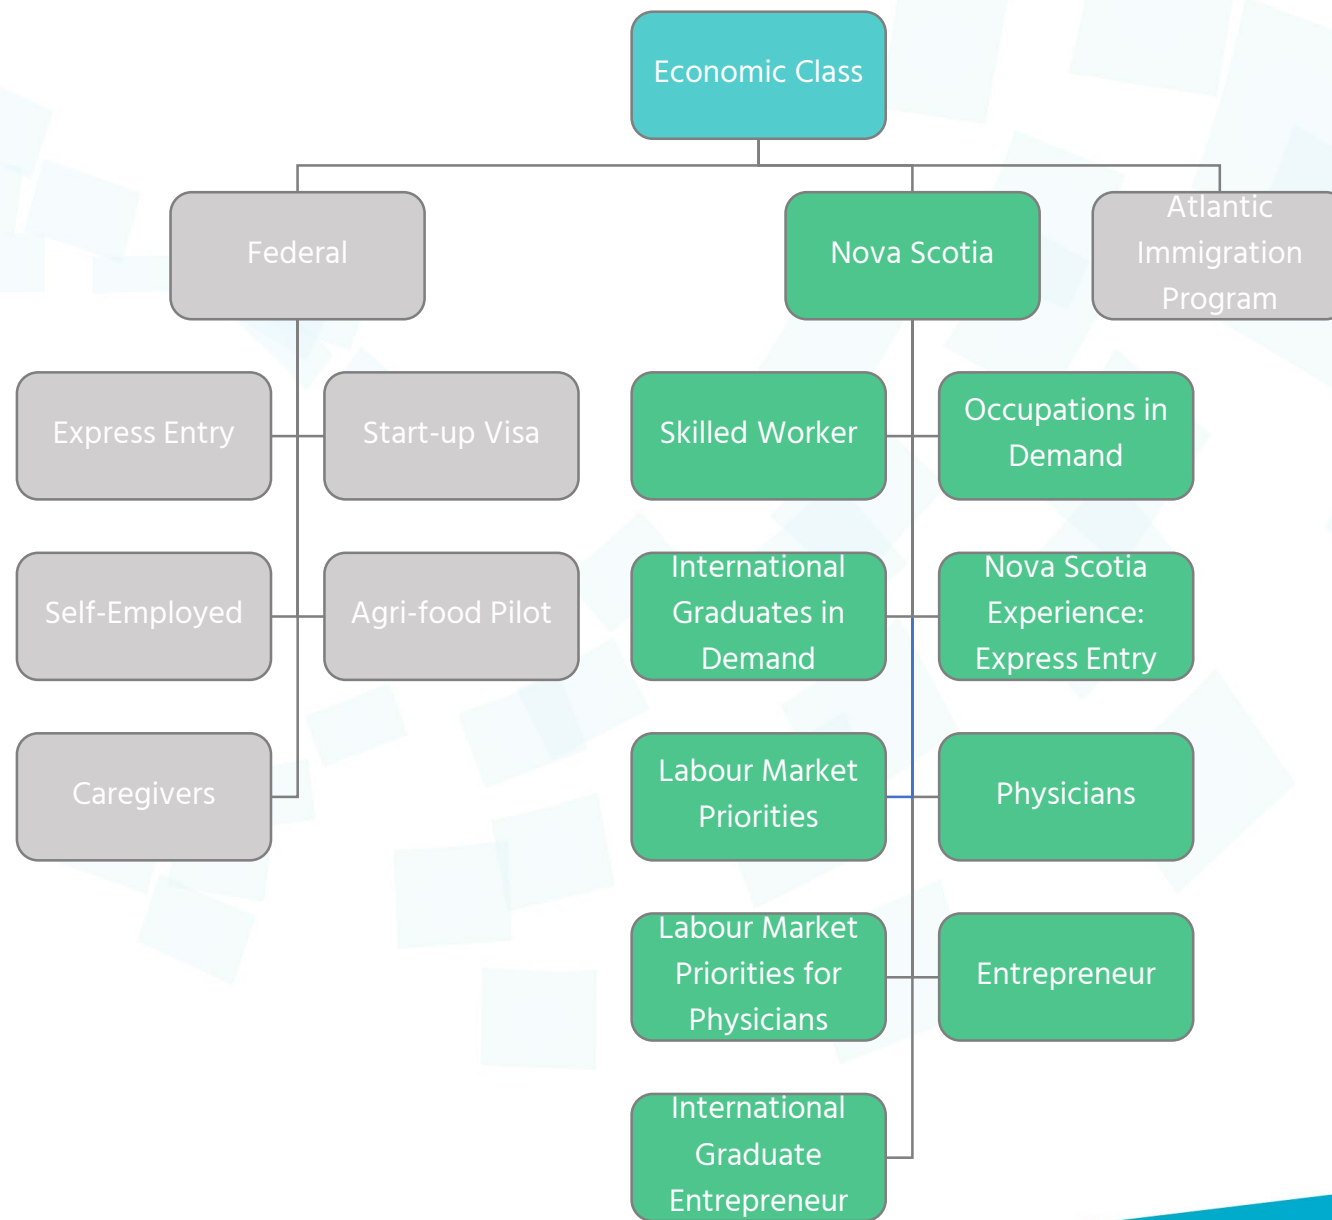 Economic Class
Federal
Nova Scotia
Atlantic
Immigration
Program
Express Entry
Start-up Visa
Skilled Worker
Occupations in
Demand
Self-Employed
Agri-food Pilot
International
Graduates in
Demand
Nova Scotia
Experience:
Express Entry
Caregivers
Labour Market
Priorities
Physicians
Labour Market
Priorities for
Physicians
Entrepreneur
International
Graduate
Entrepreneur